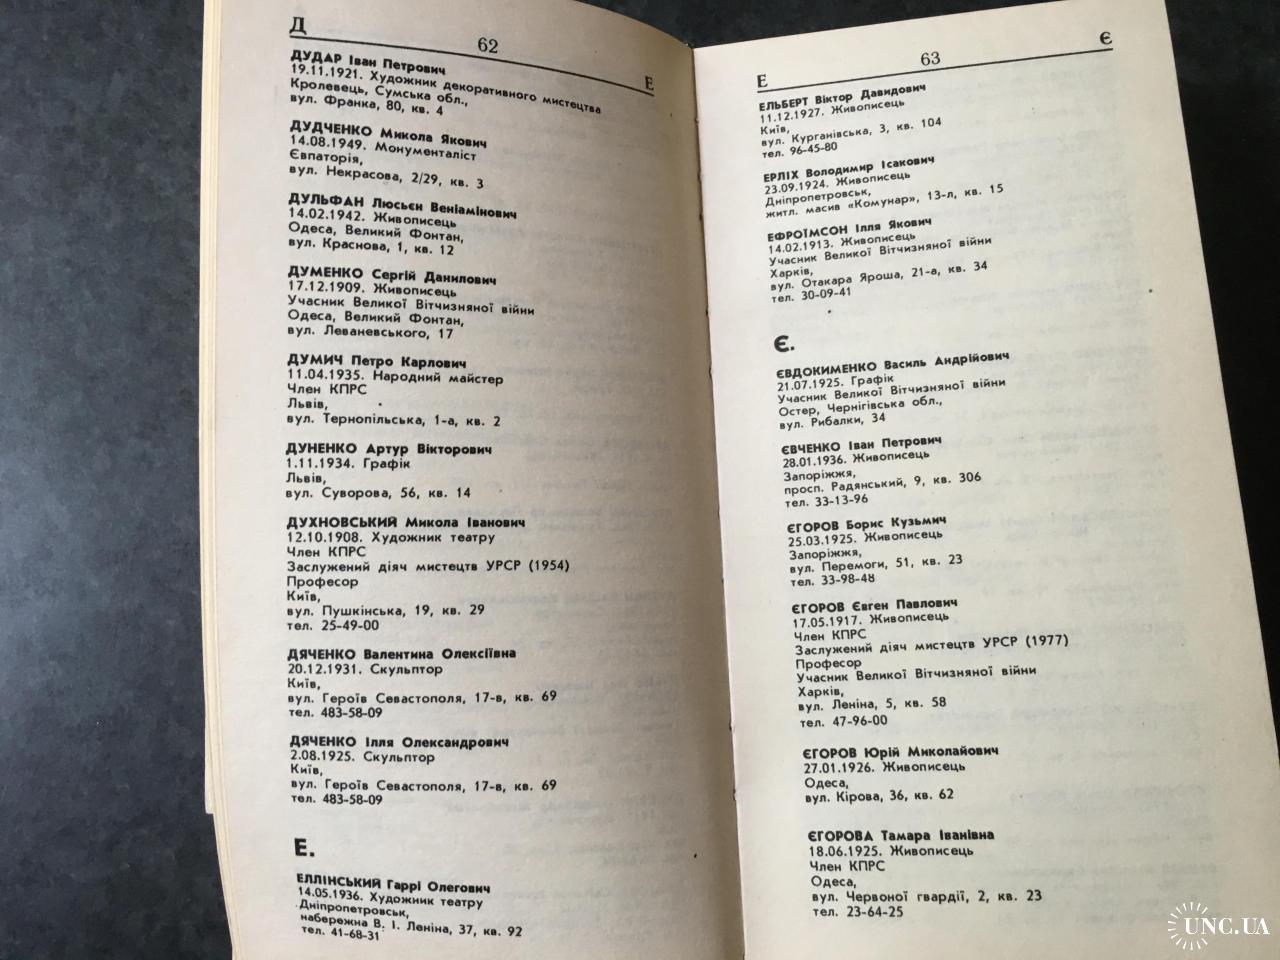 Д
62
Е
ДУДАР Іван Петрович
19.11.1921. Художник декоративного мистецтва
Кролевець, Сумська обл.,
вул. Франка, 80, кв. 4
ДУДЧЕНКО Микола Якович
14.08.1949. Монументаліст
Євпаторія,
вул. Некрасова, 2/29, кв. 3
ДУЛЬФАН Люсьєн Веніамінович
14.02.1942. Живописець
Одеса, Великий Фонтан,
вул. Краснова, 1, кв. 12
ДУМЕНКО Сергій Данилович
17.12.1909. Живописець
Учасник Великої Вітчизняної війни
Одеса, Великий Фонтан,
вул. Леваневського, 17
ДУМИЧ Петро Карлович
11.04.1935. Народний майстер
Член КПРС
Львів,
вул. Тернопільська, 1-а, кв. 2
ДУНЕНКО Артур Вікторович
1.11.1934. Графік
Львів,
вул. Суворова, 56, кв. 14
ДУХНОВСЬКИЙ Микола Іванович
12.10.1908. Художник театру
Член КПРС
Заслужений діяч мистецтв УРСР (1954)
Професор
Київ,
вул. Пушкінська, 19, кв. 29
тел. 25-49-00
ДЯЧЕНКО Валентина Олексіївна
20.12.1931. Скульптор
Київ,
вул. Героїв Севастополя, 17-в, кв. 69
тел. 483-58-09
ДЯЧЕНКО Ілля Олександрович
2.08.1925. Скульптор
Київ,
вул. Героїв Севастополя, 17-в, кв. 69
тел. 483-58-09
Е.
ЕЛЛІНСЬКИЙ Гаррі Олегович
14.05.1936. Художник театру
Дніпропетровськ,
набережна В. І. Леніна, 37, кв. 92
тел. 41-68-31
Е
63
Є
ЕЛЬБЕРТ Віктор Давидович
11.12.1927. Живописець
Київ,
вул. Курганівська, 3, кв. 104
тел. 96-45-80
ЕРЛІХ Володимир Ісакович
23.09.1924. Живописець
Дніпропетровськ,
житл. масив «Комунар», 13-л, кв. 15
ЕФРОЇМСОН Ілля Якович
14.02.1913. Живописець
Учасник Великої Вітчизняної війни
Харків,
вул. Отакара Яроша, 21-а, кв. 34
тел. 30-09-41
Є.
ЄВДОКИМЕНКО Василь Андрійович
21.07.1925. Графік
Учасник Великої Вітчизняної війни
Остер, Чернігівська обл.,
вул. Рибалки, 34
ЄВЧЕНКО Іван Петрович
28.01.1936. Живописець
Запоріжжя,
просп. Радянський, 9, кв. 306
тел. 33-13-96
ЄГОРОВ Борис Кузьмич
25.03.1925. Живописець
Запоріжжя,
вул. Перемоги, 51, кв. 23
тел. 33-98-48
ЄГОРОВ Євген Павлович
17.05.1917. Живописець
Член КПРС
Заслужений діяч мистецтв УРСР (1977)
Професор
Учасник Великої Вітчизняної війни
Харків,
вул. Леніна, 5, кв. 58
тел. 47-96-00
ЄГОРОВ Юрій Миколайович
27.01.1926. Живописець
Одеса,
вул. Кірова, 36, кв. 62
ЄГОРОВА Тамара Іванівна
18.06.1925. Живописець
Член КПРС
Одеса,
вул. Червоної гвардії, 2, кв. 23
тел. 23-64-25
UNC.UA